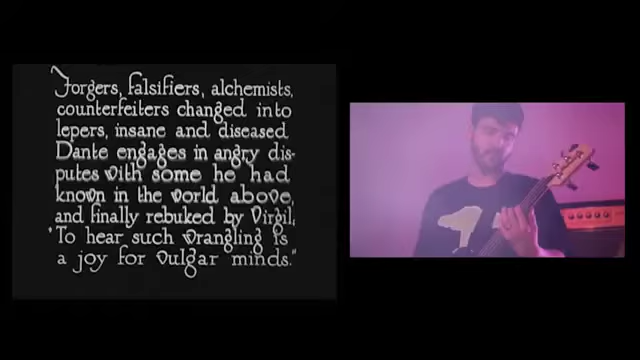 Forgers, falsifiers, alchemists,
counterfeiters changed into
lepers, insane and diseased.
Dante engages in angry dis-
putes with some he had
known in the world above,
and finally rebuked by Virgil,
"To hear such wrangling is
a joy for vulgar minds."